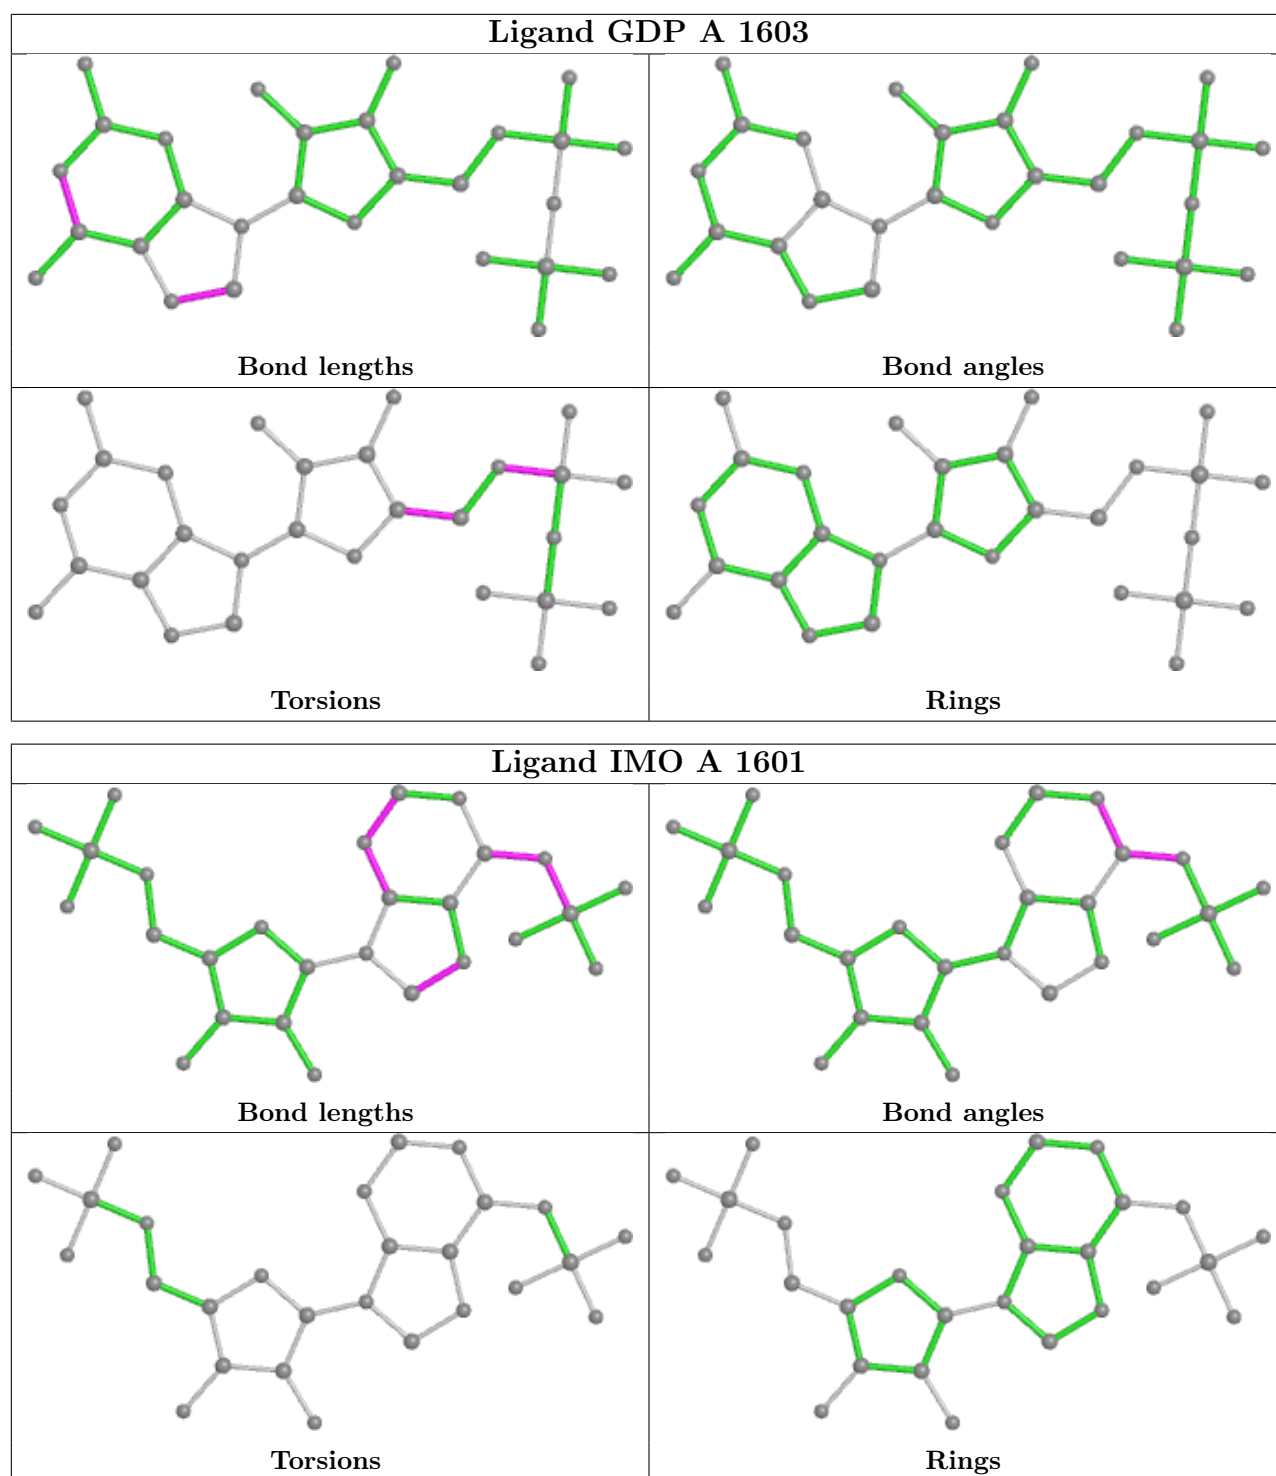 Ligand GDP A 1603
Bond lengths
Bond angles
Torsions
Rings
Ligand IMO A 1601
Bond lengths
Bond angles
Torsions
Rings